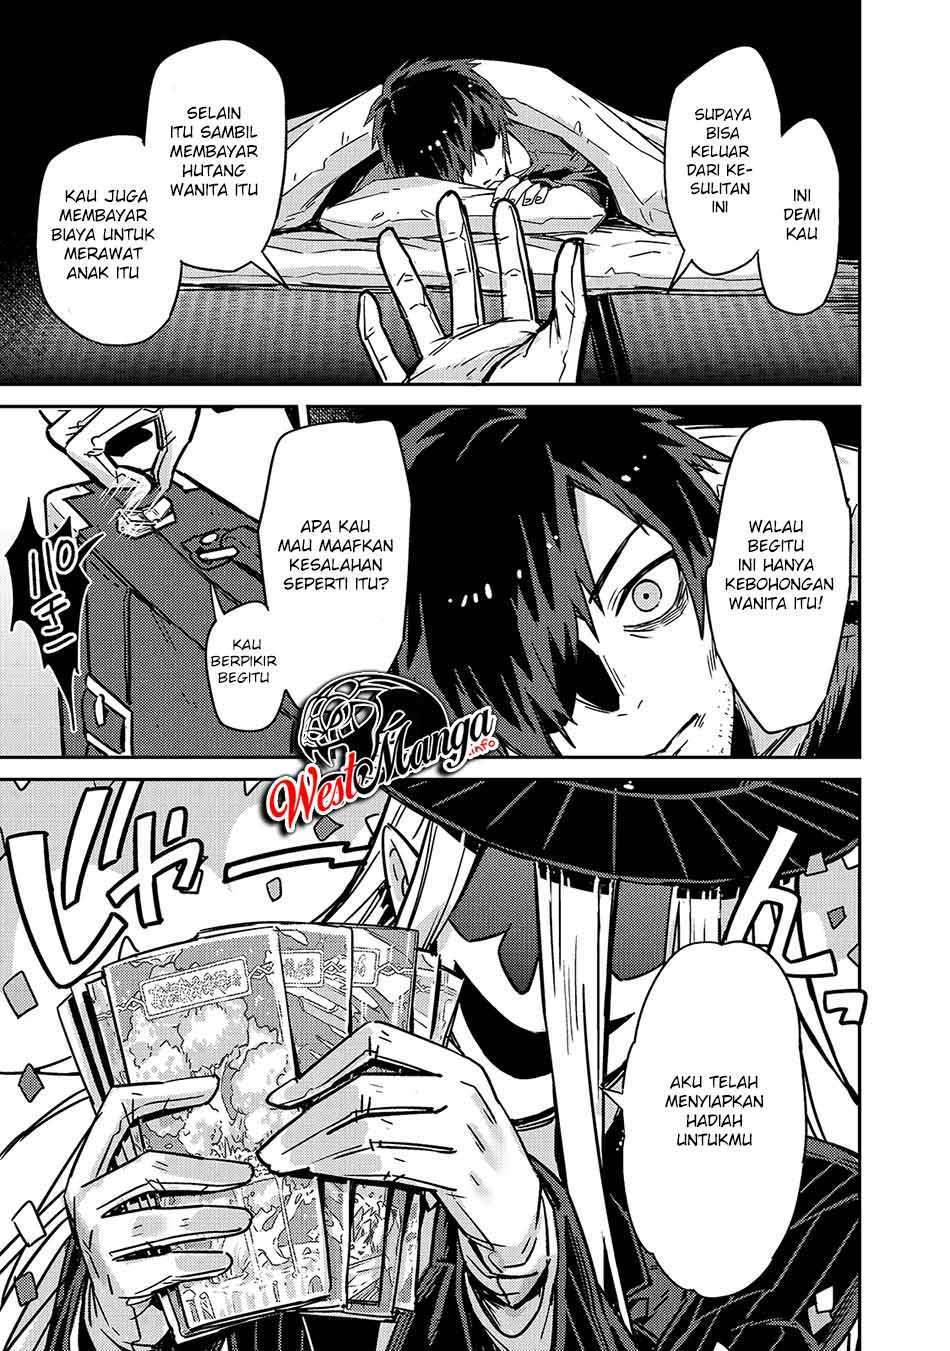 INI
DEMI
KAU
SUPAYA
BISA
KELUAR
DARI KE-
SULITAN
INI
SELAIN
ITU SAMBIL
MEMBAYAR
HUTANG
WANITA ITU
KAU JUGA
MEMBAYAR
BIAYA UNTUK
MERAWAT
ANAK ITU
WALAU
BEGITU
INI HANYA
KEBOHONGAN
WANITA ITU!
APA KAU
MAU MAAFKAN
KESALAHAN
SEPERTI ITU?
KAU
BERPIKIR
BEGITU
WestManga
.info
AKU TELAH
MENYIAPKAN
HADIAH
UNTUKMU